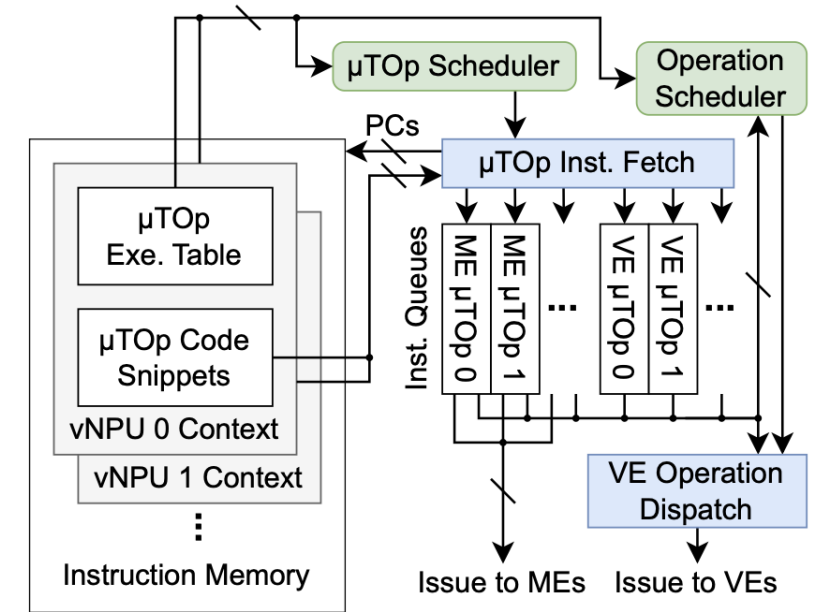 µTOp Scheduler
Operation
Scheduler
PCs
µTOp Inst. Fetch
µTOp
Exe. Table
µTOp Code
Snippets
vNPU 0 Context
vNPU 1 Context
⋮
Instruction Memory
Inst. Queues
ME µTOp 0
ME µTOp 1
...
VE µTOp 0
VE µTOp 1
...
VE Operation
Dispatch
Issue to MEs
Issue to VEs